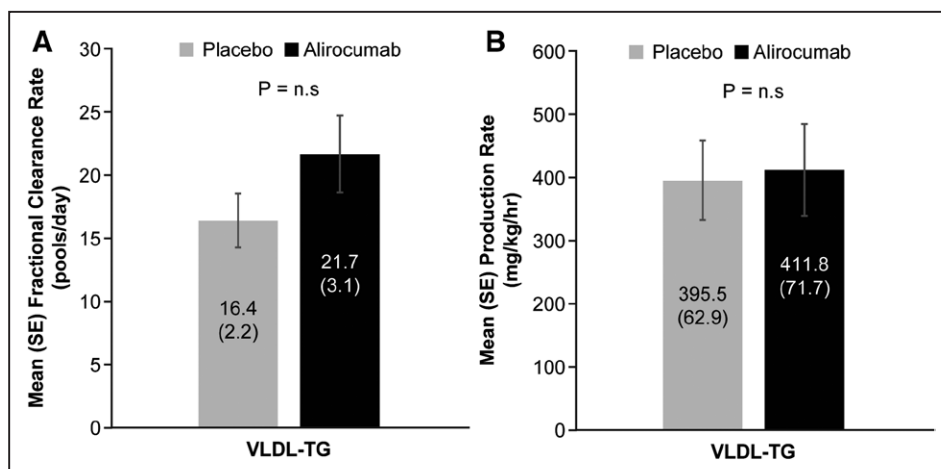 A
Placebo Alirocumab
P = n.s
Mean (SE) Fractional Clearance Rate
(pools/day)
30
25
20
15
10
5
0
16.4
(2.2)
21.7
(3.1)
VLDL-TG
B
Placebo Alirocumab
P = n.s
Mean (SE) Production Rate
(mg/kg/hr)
600
500
400
300
200
100
0
395.5
(62.9)
411.8
(71.7)
VLDL-TG